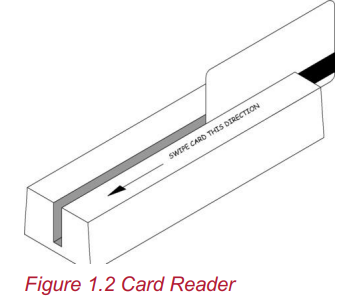 SWIPE CARD THIS DIRECTION
Figure 1.2 Card Reader